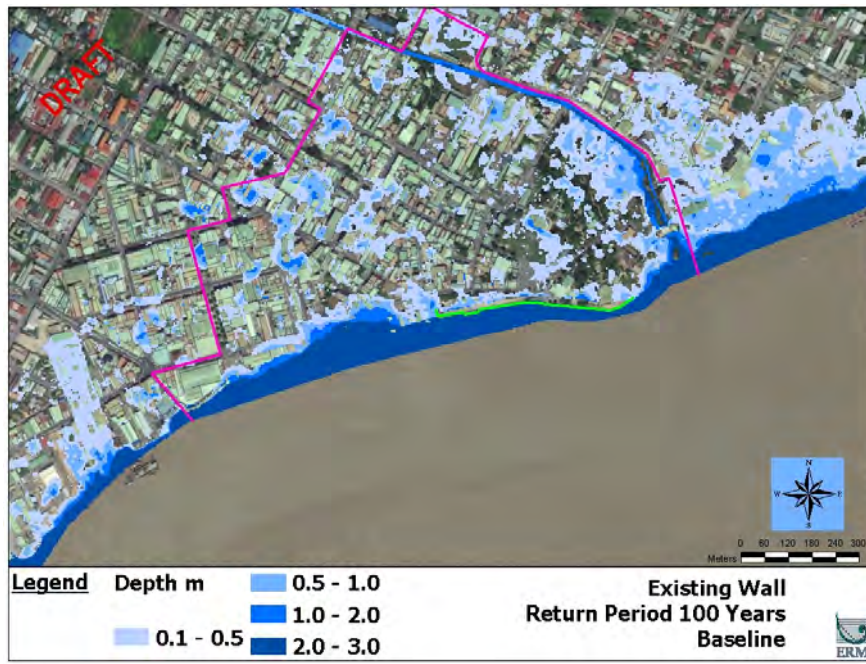 DRAFT
N
W E
S
0 60 120 180 240 300
Meters
Legend Depth m
0.1 - 0.5
0.5 - 1.0
1.0 - 2.0
2.0 - 3.0
Existing Wall
Return Period 100 Years
Baseline
ERM